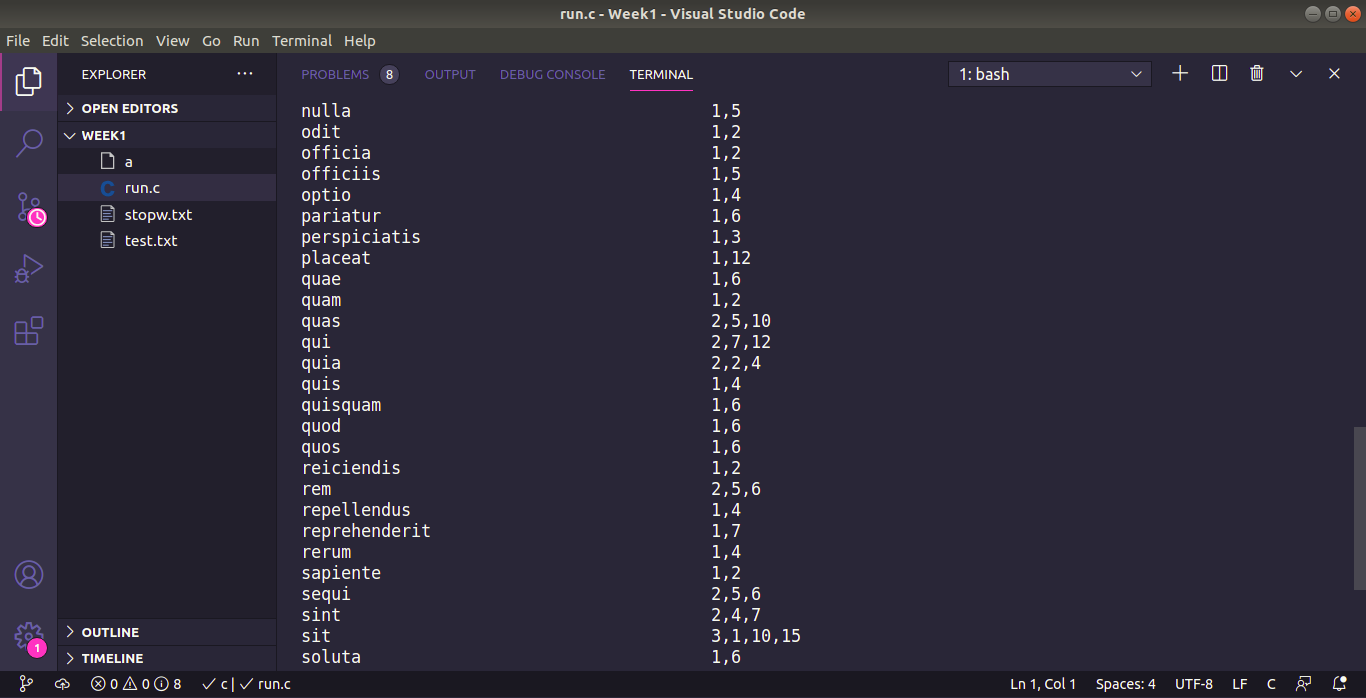 run.c - Week1 - Visual Studio Code
File Edit Selection View Go Run Terminal Help
EXPLORER
OPEN EDITORS
WEEK1
a
C run.c
stopw.txt
test.txt
OUTLINE
TIMELINE
1
PROBLEMS 8 OUTPUT DEBUG CONSOLE TERMINAL 1: bash
nulla 1,5
odit 1,2
officia 1,2
officiis 1,5
optio 1,4
pariatur 1,6
perspiciatis 1,3
placeat 1,12
quae 1,6
quam 1,2
quas 2,5,10
qui 2,7,12
quia 2,2,4
quis 1,4
quisquam 1,6
quod 1,6
quos 1,6
reiciendis 1,2
rem 2,5,6
repellendus 1,4
reprehenderit 1,7
rerum 1,4
sapiente 1,2
sequi 2,5,6
sint 2,4,7
sit 3,1,10,15
soluta 1,6
0 0 8 c | run.c Ln 1, Col 1 Spaces: 4 UTF-8 LF C